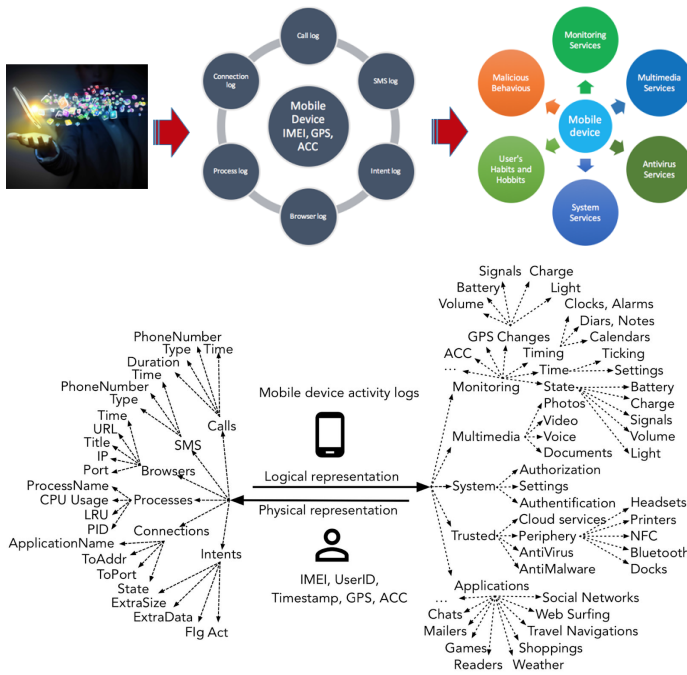 Call log
Connection
log
SMS log
Mobile
Device
IMEI, GPS,
ACC
Process log
Intent log
Browser log
Monitoring
Services
Malicious
Behavious
Multimedia
Services
Mobile
device
User's
Habits and
Hobbits
Antivirus
Services
System
Services
PhoneNumber
Type
Time
Duration
Time
PhoneNumber
Type
Calls
Time
URL
Title
IP
Port
SMS
Browsers
ProcessName
CPU Usage
LRU
PID
Processes
Connections
ApplicationName
ToAddr
ToPort
State
Intents
ExtraSize
ExtraData
Flg Act
Mobile device activity logs
Logical representation
Physical representation
IMEI, UserID,
Timestamp, GPS, ACC
Signals
Charge
Battery
Light
Volume
Clocks, Alarms
Diars, Notes
GPS Changes
Calendars
ACC
Timing
Ticking
...
Time
Settings
Monitoring
State
Battery
Charge
Signals
Volume
Light
Photos
Video
Multimedia
Voice
Documents
Authorization
System
Settings
Authentification
Cloud services
Trusted
Periphery
AntiVirus
AntiMalware
Headsets
Printers
NFC
Bluetooth
Docks
Applications
...
Social Networks
Chats
Web Surfing
Mailers
Travel Navigations
Games
Shoppings
Readers
Weather